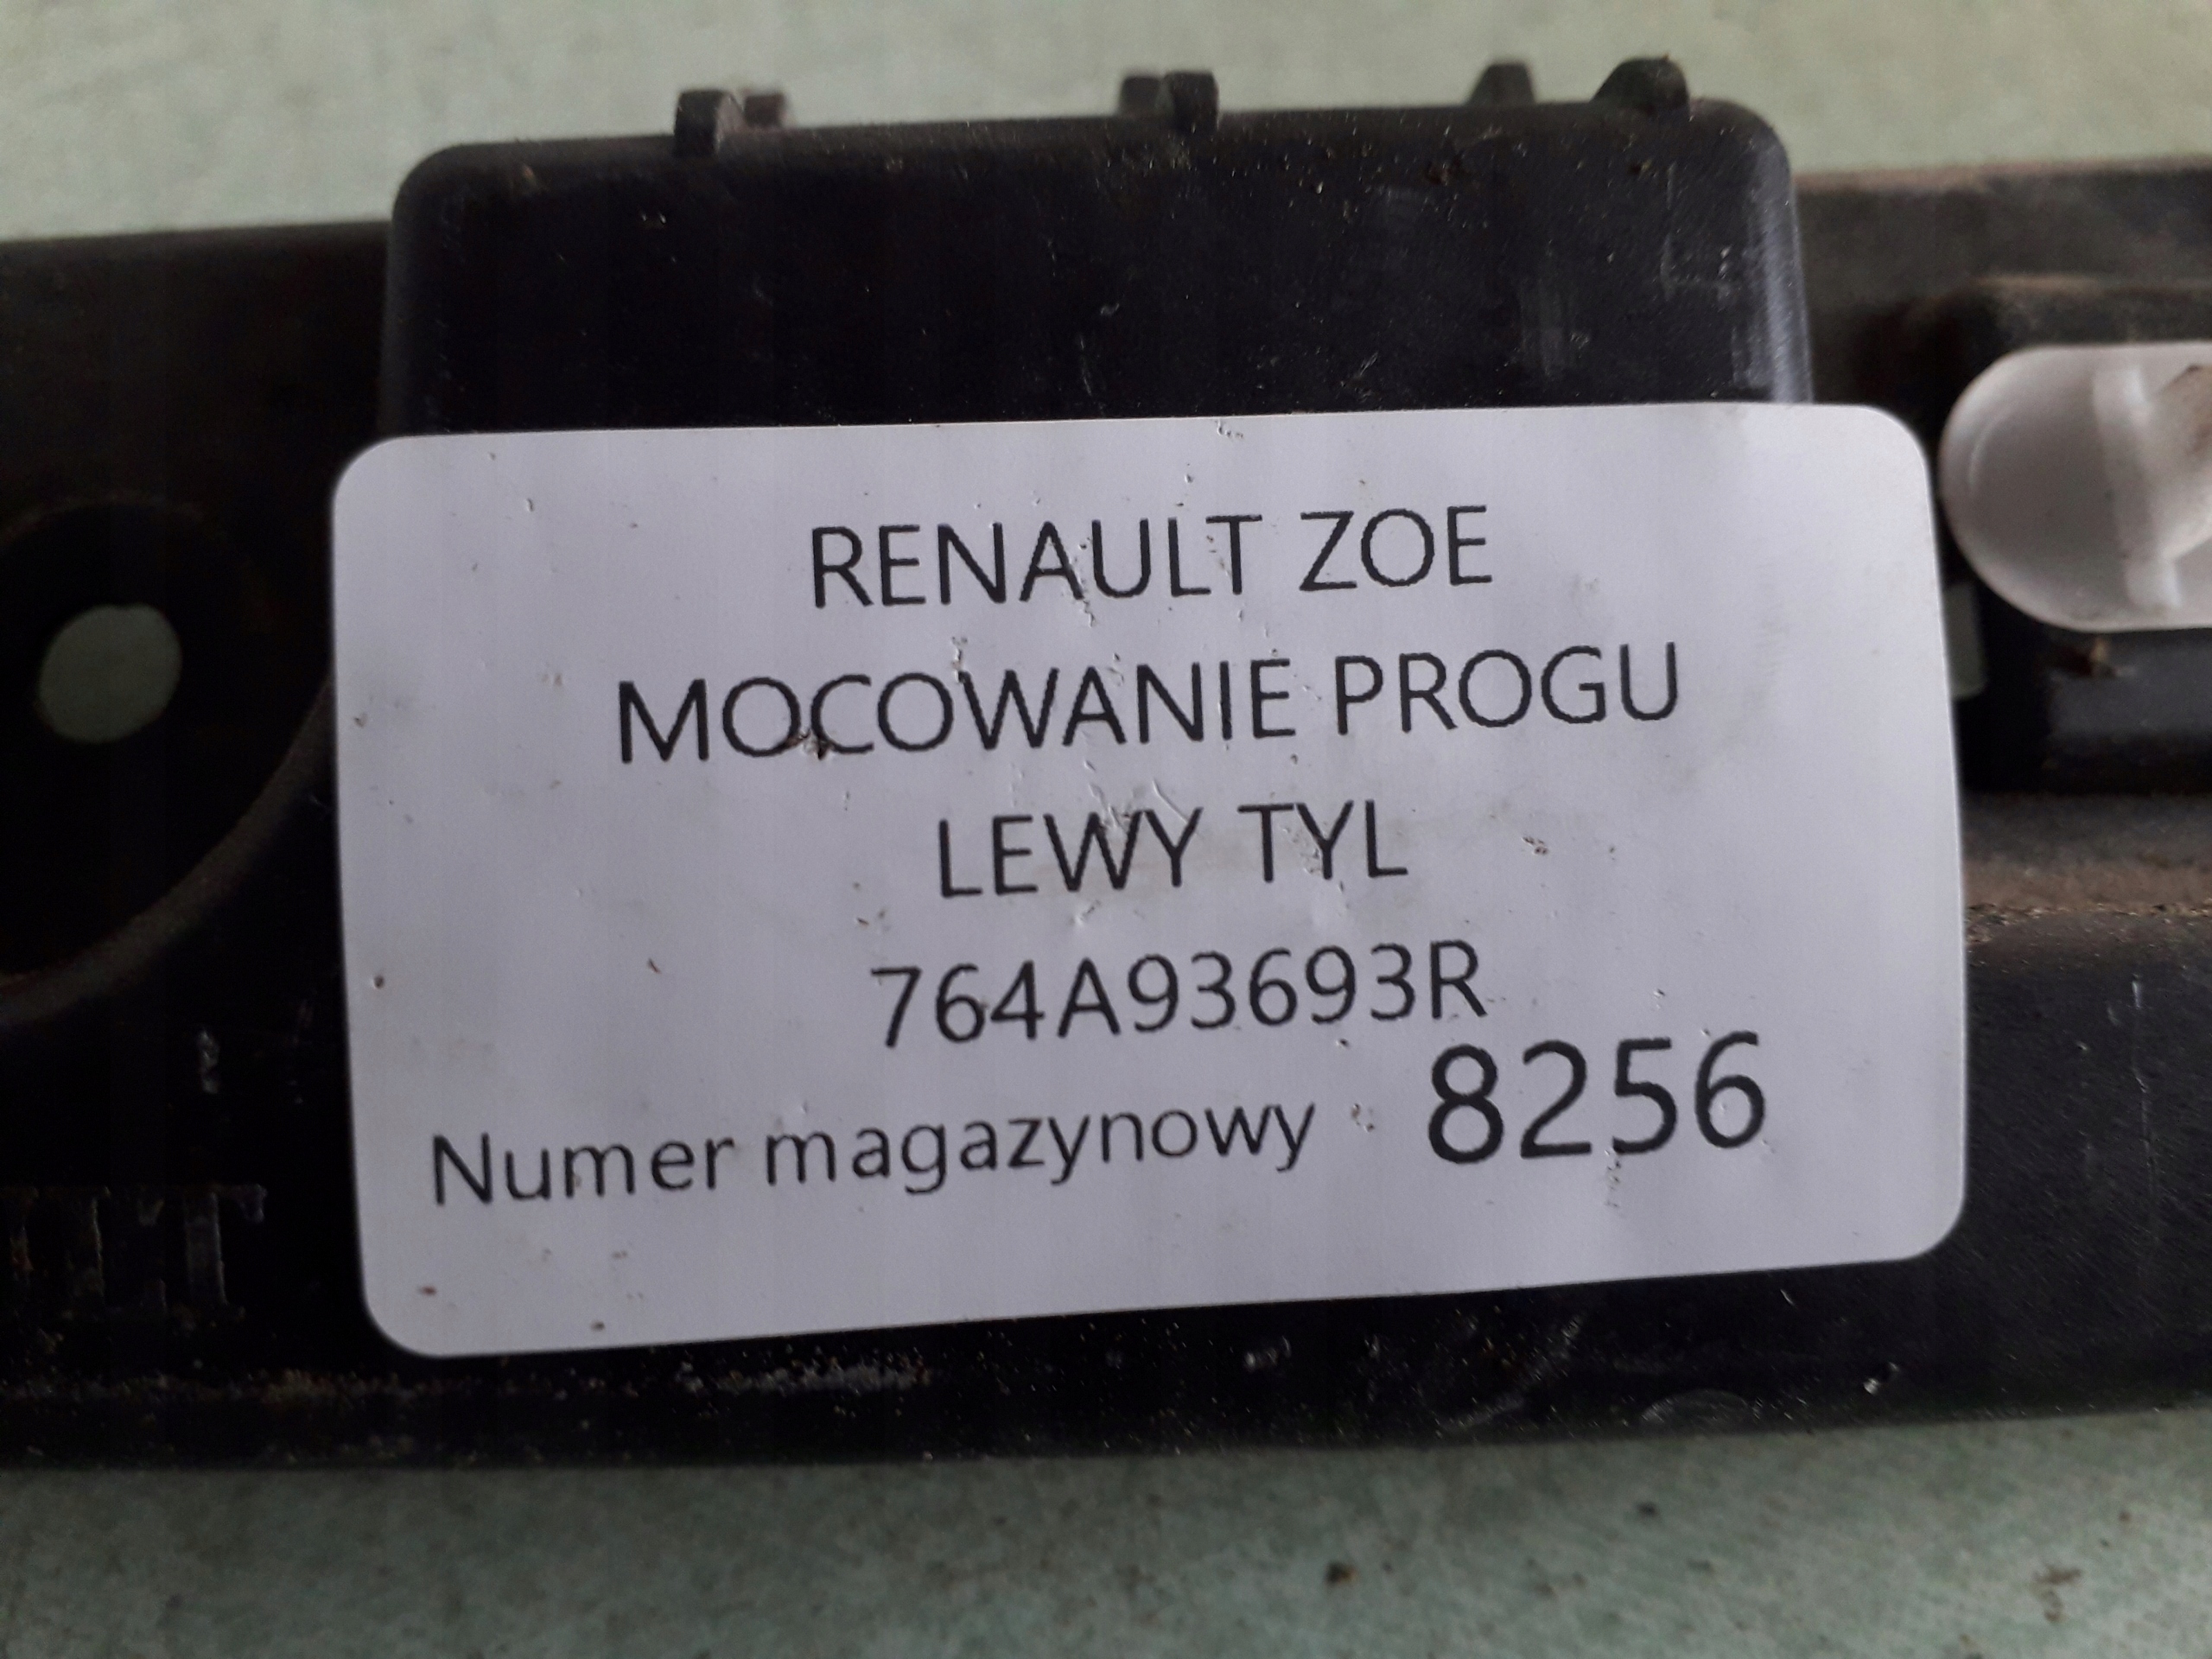 RENAULT ZOE
MOCOWANIE PROGU
LEWY TYL
764A93693R
Numer magazynowy 8256